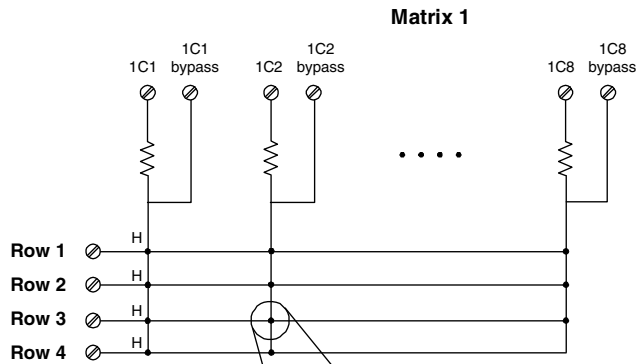 Matrix 1
1C1
1C1 bypass
1C2
1C2 bypass
1C8
1C8 bypass
H
Row 1
H
Row 2
H
Row 3
H
Row 4